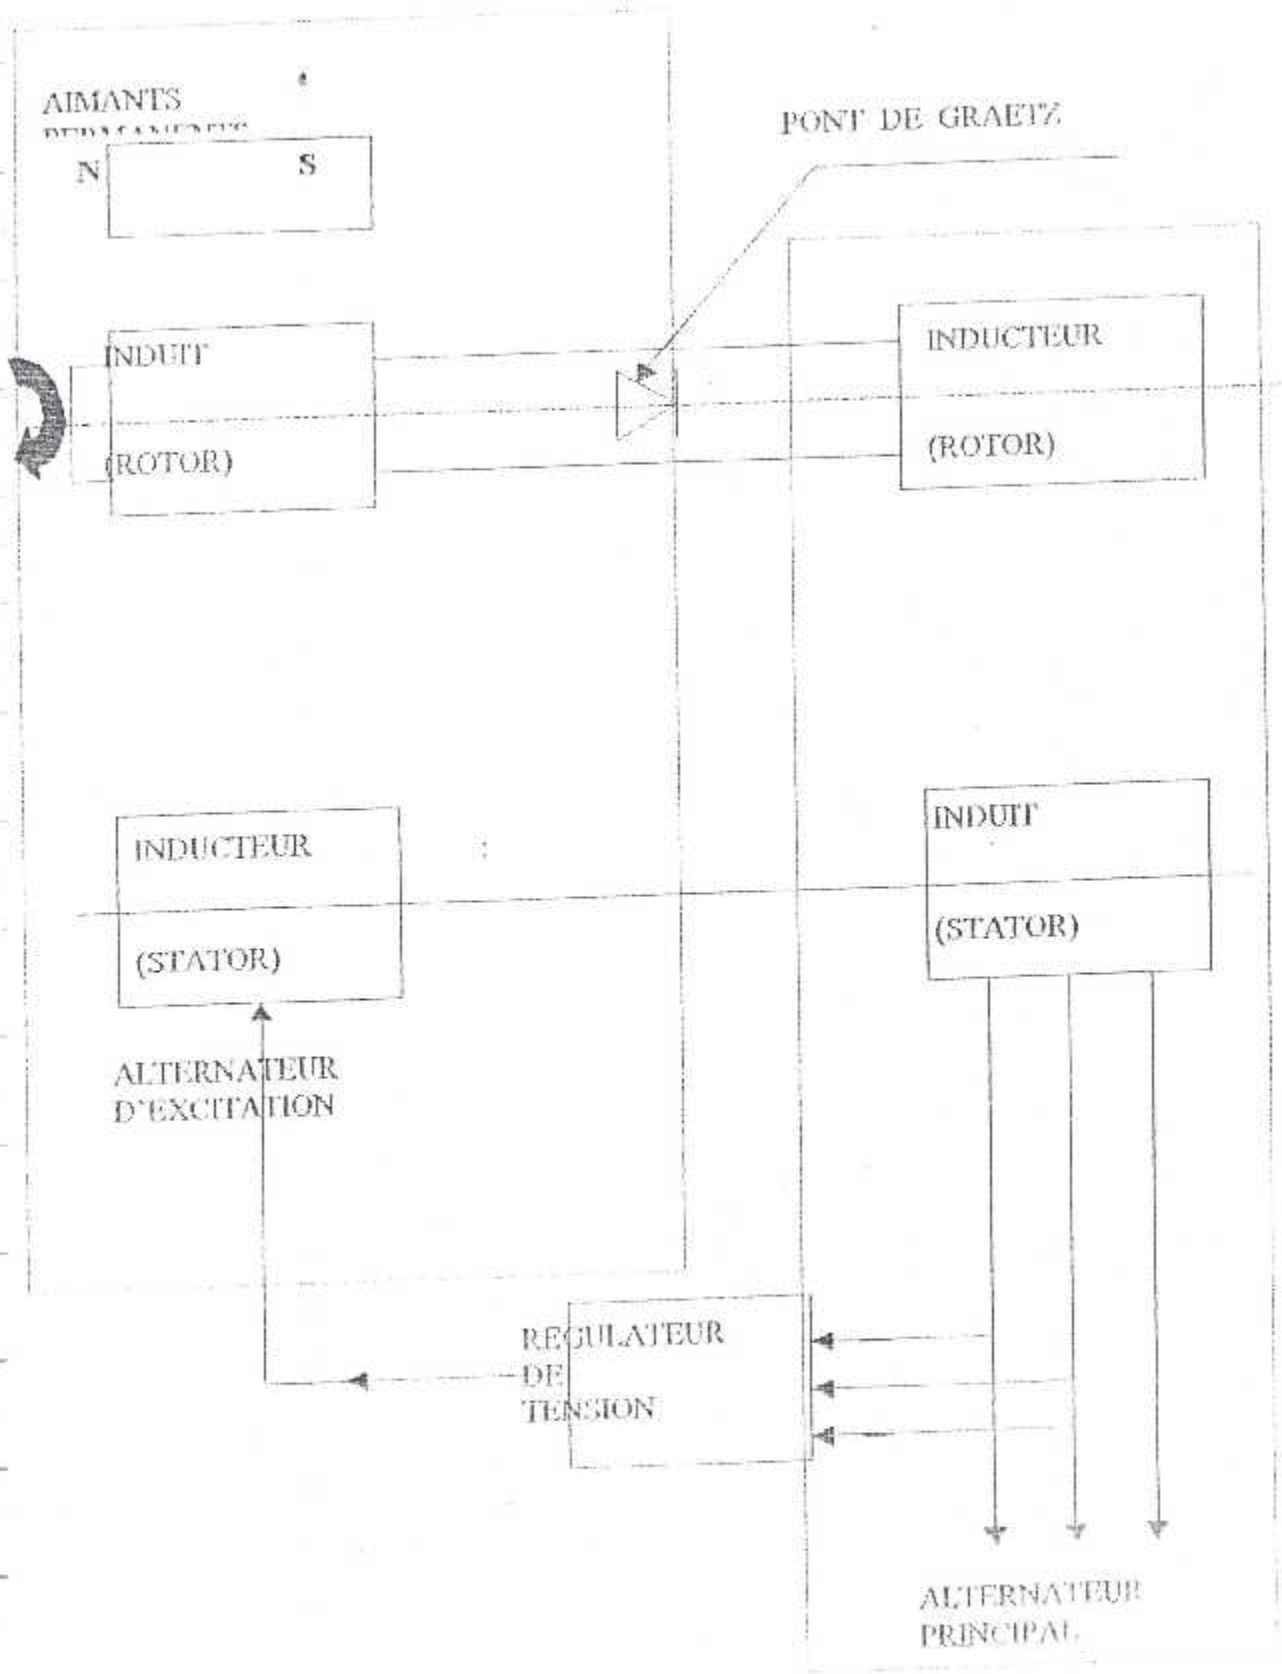 AIMANTS
PERMANENTS
N S
PONT DE GRAETZ
INDUIT
(ROTOR)
INDUCTEUR
(ROTOR)
INDUCTEUR
(STATOR)
INDUIT
(STATOR)
ALTERNATEUR
D'EXCITATION
REGULATEUR
DE
TENSION
ALTERNATEUR
PRINCIPAL